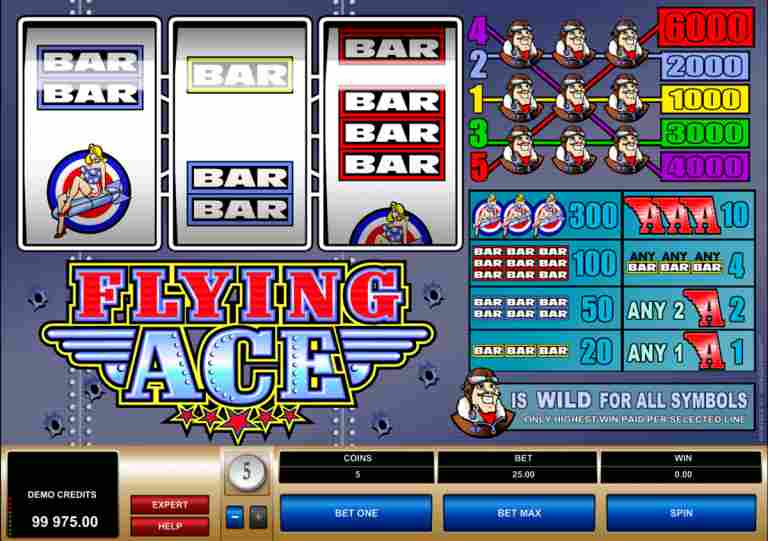 BAR
BAR
BAR
BAR
BAR
BAR
BAR
BAR
BAR
4
2
1
3
5
6000
2000
1000
3000
4000
300
AAA 10
BAR BAR BAR
BAR BAR BAR
BAR BAR BAR
100
ANY ANY ANY
BAR BAR BAR
4
BAR BAR BAR
BAR BAR BAR
50
ANY 2 A 2
BAR BAR BAR 20
ANY 1 A 1
IS WILD FOR ALL SYMBOLS
ONLY HIGHEST WIN PAID PER SELECTED LINE
FLYING
ACE
DEMO CREDITS
99 975.00
EXPERT
HELP
5
- +
COINS
5
BET
25.00
WIN
0.00
BET ONE
BET MAX
SPIN